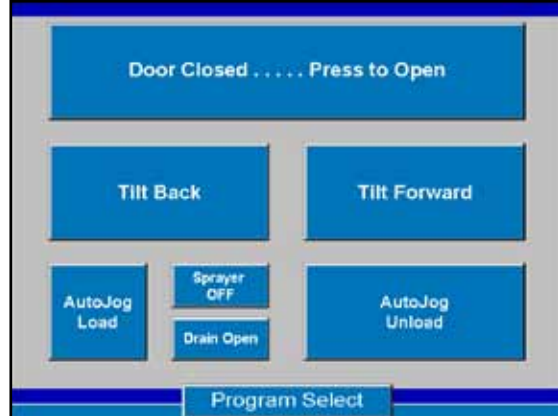 Door Closed . . . . . Press to Open
Tilt Back
Tilt Forward
AutoJog
Load
Sprayer
OFF
Drain Open
AutoJog
Unload
Program Select